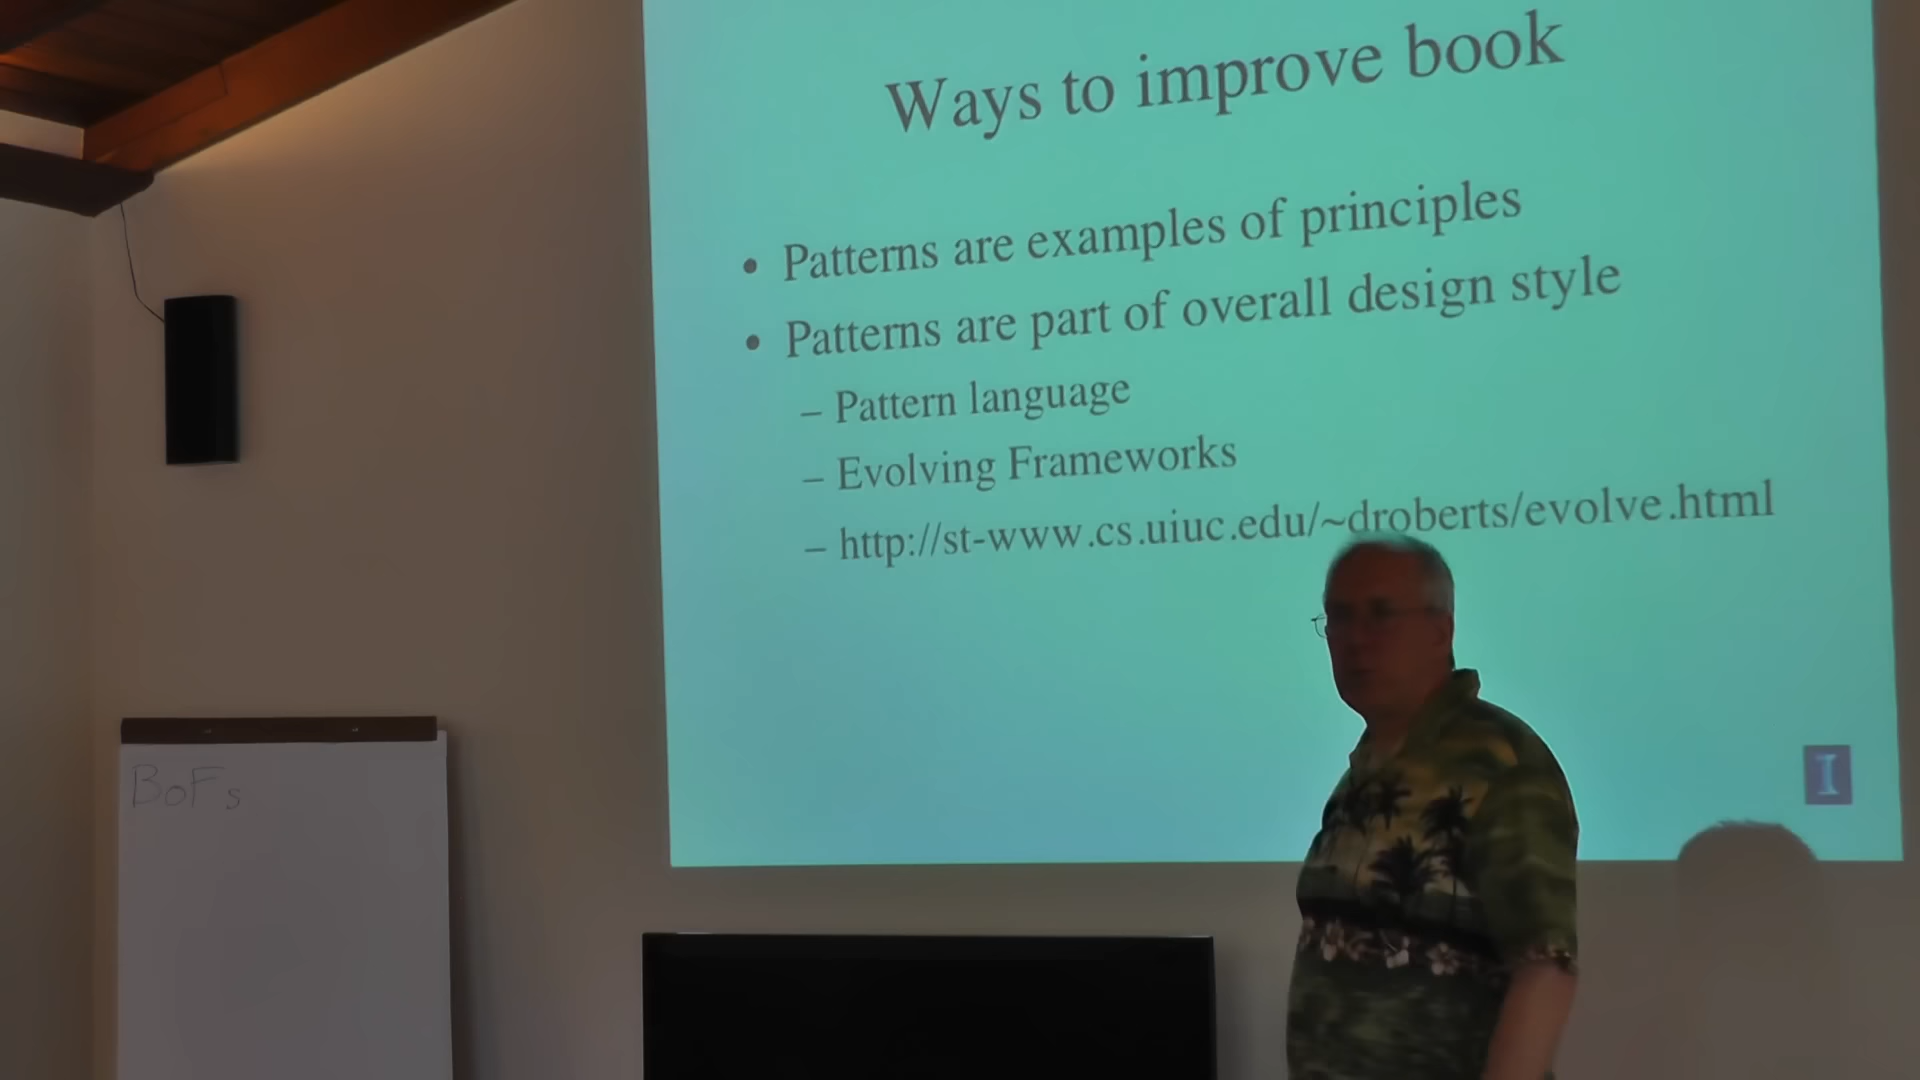 Ways to improve book
• Patterns are examples of principles
• Patterns are part of overall design style
– Pattern language
– Evolving Frameworks
– http://st-www.cs.uiuc.edu/~droberts/evolve.html
I
BoFs